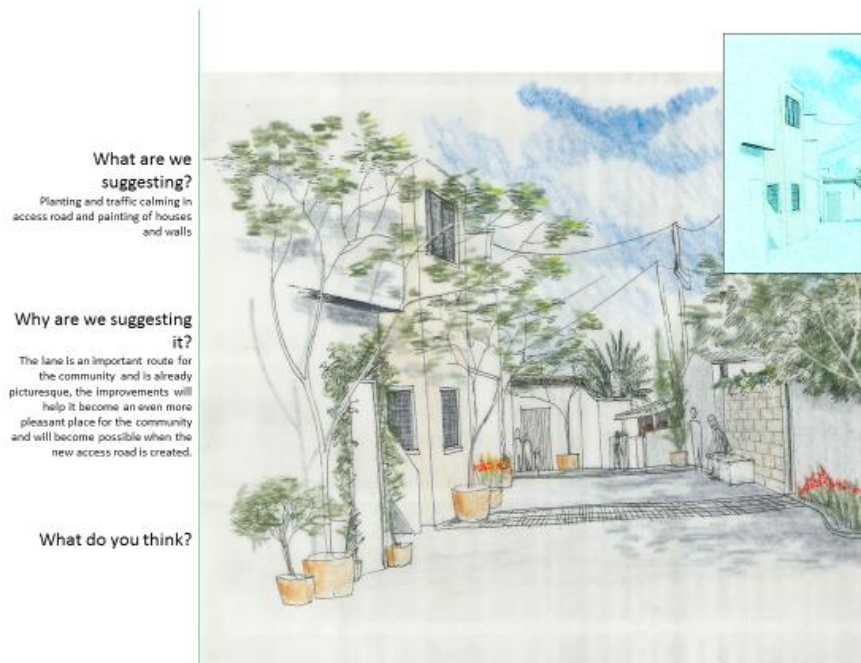 What are we
suggesting?
Planting and traffic calming in
access road and painting of houses
and walls
Why are we suggesting
it?
The lane is an important route for
the community and is already
picturesque, the improvements will
help it become an even more
pleasant place for the community
and will become possible when the
new access road is created.
What do you think?